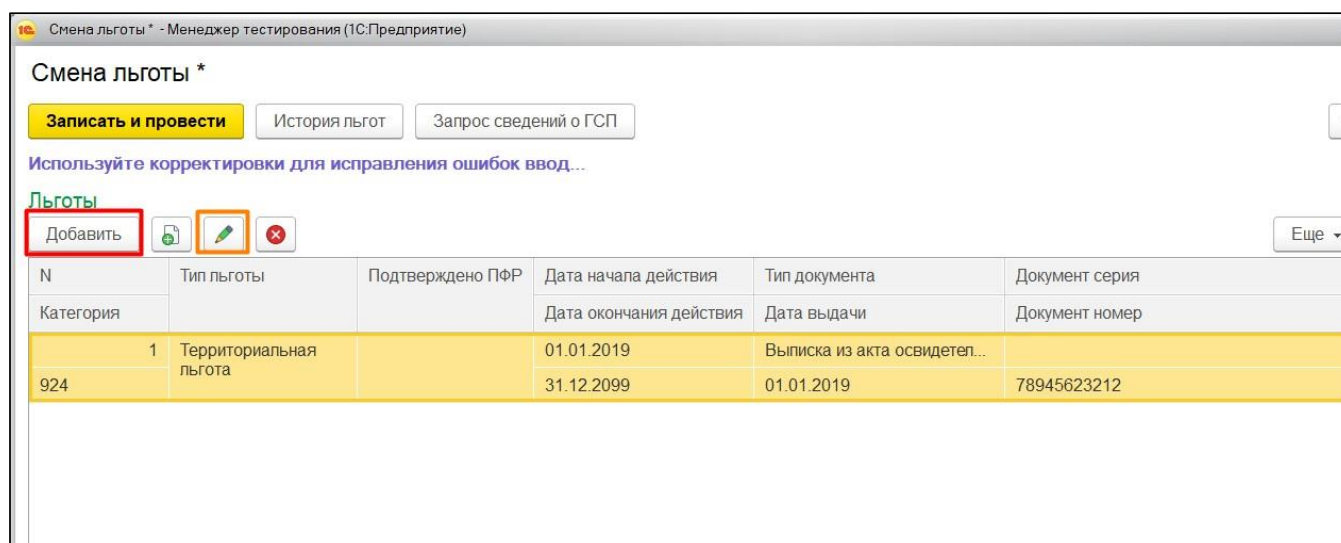 1С Смена льготы * - Менеджер тестирования (1С:Предприятие)
Смена льготы *
Записать и провести История льгот Запрос сведений о ГСП
Используйте корректировки для исправления ошибок ввод...
Льготы
Добавить Еще
N Тип льготы Подтверждено ПФР Дата начала действия Тип документа Документ серия
Категория Дата окончания действия Дата выдачи Документ номер
1 Территориальная 01.01.2019 Выписка из акта освидетел...
льгота
924 31.12.2099 01.01.2019 78945623212